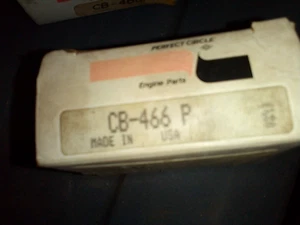 CB-466
PERFECT CIRCLE
Engine Parts
CB-466 P
MADE IN USA